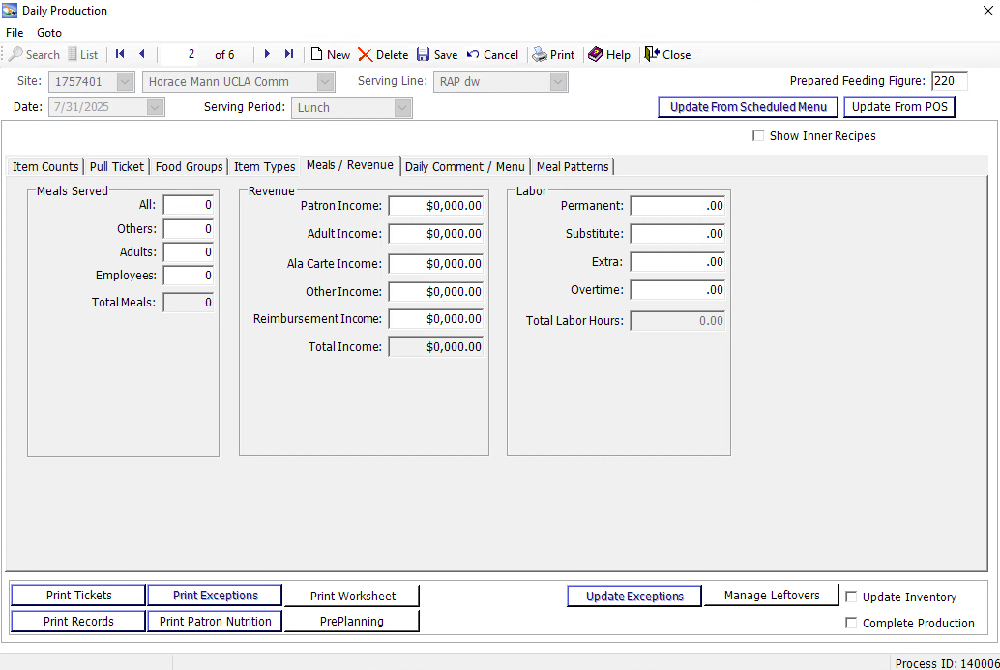 Daily Production
File Goto
Search List 2 of 6 New Delete Save Cancel Print Help Close
Site: 1757401 Horace Mann UCLA Comm Serving Line: RAP dw Prepared Feeding Figure: 220
Date: 7/31/2025 Serving Period: Lunch Update From Scheduled Menu Update From POS
Show Inner Recipes
Item Counts Pull Ticket Food Groups Item Types Meals / Revenue Daily Comment / Menu Meal Patterns
Meals Served
All: 0
Others: 0
Adults: 0
Employees: 0
Total Meals: 0
Revenue
Patron Income: $0,000.00
Adult Income: $0,000.00
Ala Carte Income: $0,000.00
Other Income: $0,000.00
Reimbursement Income: $0,000.00
Total Income: $0,000.00
Labor
Permanent: .00
Substitute: .00
Extra: .00
Overtime: .00
Total Labor Hours: 0.00
Print Tickets Print Exceptions Print Worksheet Update Exceptions Manage Leftovers Update Inventory
Print Records Print Patron Nutrition PrePlanning Complete Production
Process ID: 140006